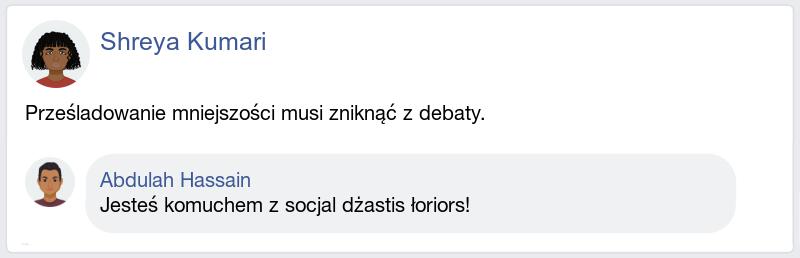 Shreya Kumari
Prześladowanie mniejszości musi zniknąć z debaty.
Abdulah Hassain
Jesteś komuchem z socjal dżastis łoriors!